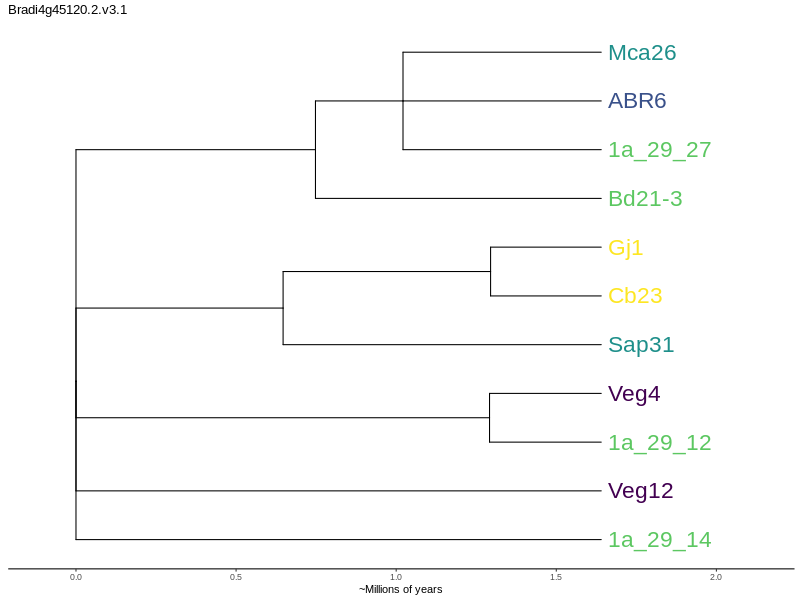 Bradi4g45120.2.v3.1
Mca26
ABR6
1a_29_27
Bd21-3
Gj1
Cb23
Sap31
Veg4
1a_29_12
Veg12
1a_29_14
0.0 0.5 1.0 1.5 2.0
~Millions of years